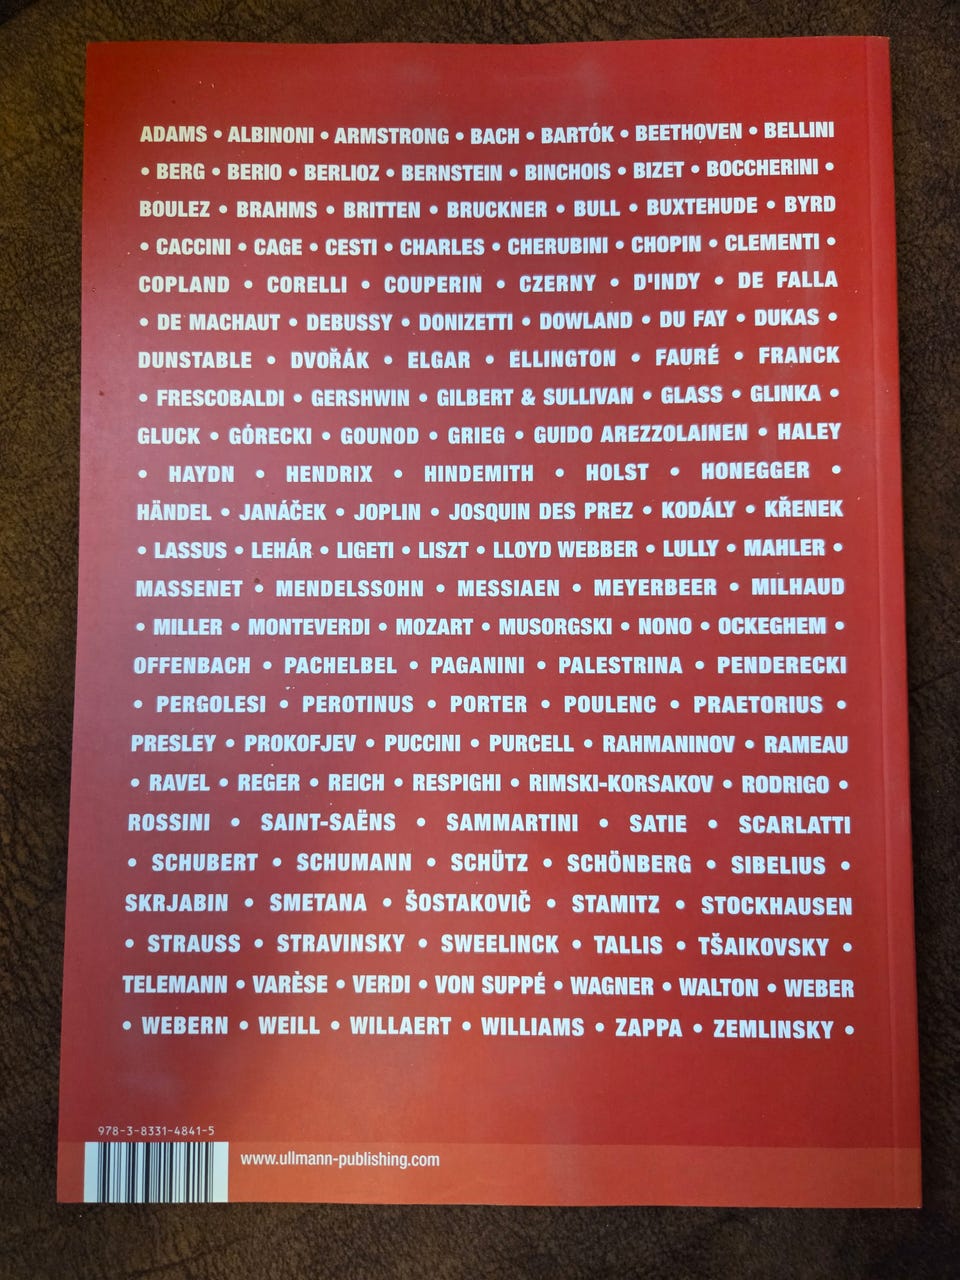 ADAMS • ALBINONI • ARMSTRONG • BACH • BARTÓK • BEETHOVEN • BELLINI
• BERG • BERIO • BERLIOZ • BERNSTEIN • BINCHOIS • BIZET • BOCCHERINI •
BOULEZ • BRAHMS • BRITTEN • BRUCKNER • BULL • BUXTEHUDE • BYRD
• CACCINI • CAGE • CESTI • CHARLES • CHERUBINI • CHOPIN • CLEMENTI •
COPLAND • CORELLI • COUPERIN • CZERNY • D'INDY • DE FALLA
• DE MACHAUT • DEBUSSY • DONIZETTI • DOWLAND • DU FAY • DUKAS •
DUNSTABLE • DVOŘÁK • ELGAR • ELLINGTON • FAURÉ • FRANCK
• FRESCOBALDI • GERSHWIN • GILBERT & SULLIVAN • GLASS • GLINKA •
GLUCK • GÓRECKI • GOUNOD • GRIEG • GUIDO AREZZOLAINEN • HALEY
• HAYDN • HENDRIX • HINDEMITH • HOLST • HONEGGER •
HÄNDEL • JANÁČEK • JOPLIN • JOSQUIN DES PREZ • KODÁLY • KŘENEK
• LASSUS • LEHÁR • LIGETI • LISZT • LLOYD WEBBER • LULLY • MAHLER •
MASSENET • MENDELSSOHN • MESSIAEN • MEYERBEER • MILHAUD
• MILLER • MONTEVERDI • MOZART • MUSORGSKI • NONO • OCKEGHEM •
OFFENBACH • PACHELBEL • PAGANINI • PALESTRINA • PENDERECKI
• PERGOLESI • PEROTINUS • PORTER • POULENC • PRAETORIUS •
PRESLEY • PROKOFJEV • PUCCINI • PURCELL • RAHMANINOV • RAMEAU
• RAVEL • REGER • REICH • RESPIGHI • RIMSKI-KORSAKOV • RODRIGO •
ROSSINI • SAINT-SAËNS • SAMMARTINI • SATIE • SCARLATTI
• SCHUBERT • SCHUMANN • SCHÜTZ • SCHÖNBERG • SIBELIUS •
SKRJABIN • SMETANA • ŠOSTAKOVIČ • STAMITZ • STOCKHAUSEN
• STRAUSS • STRAVINSKY • SWEELINCK • TALLIS • TŠAIKOVSKY •
TELEMANN • VARÈSE • VERDI • VON SUPPÉ • WAGNER • WALTON • WEBER
• WEBERN • WEILL • WILLAERT • WILLIAMS • ZAPPA • ZEMLINSKY •
978-3-8331-4841-5
www.ullmann-publishing.com